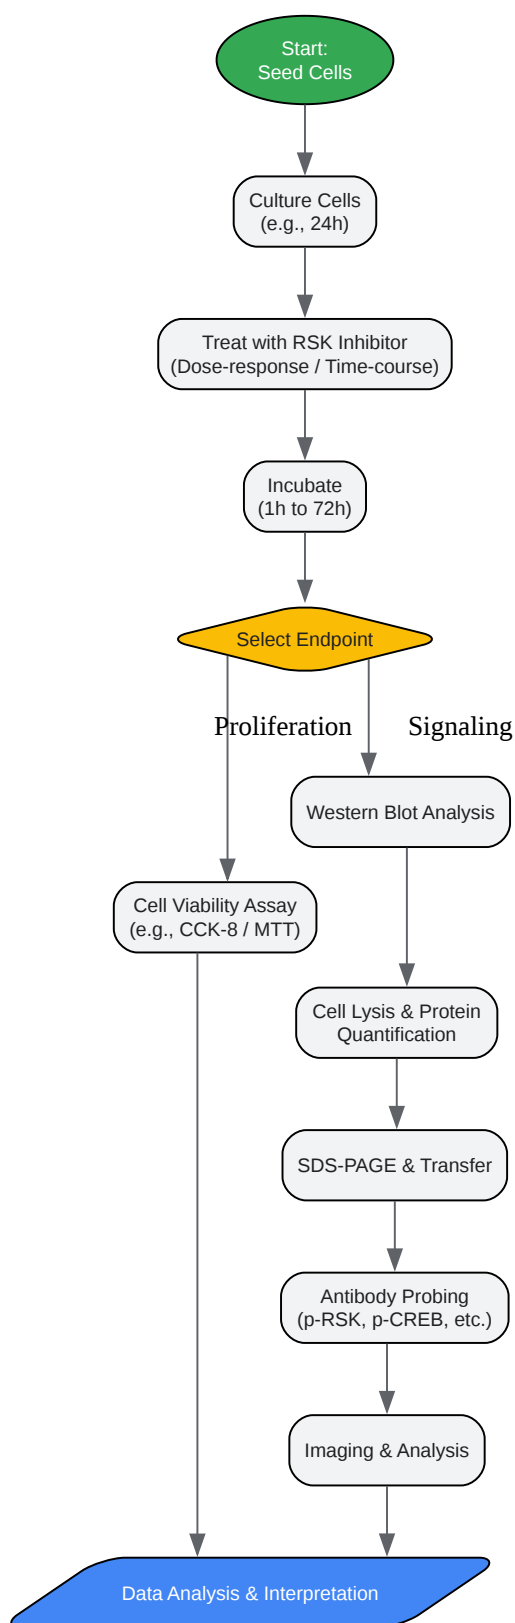 Start:
Seed Cells
Culture Cells
(e.g., 24h)
Treat with RSK Inhibitor
(Dose-response / Time-course)
Incubate
(1h to 72h)
Select Endpoint
Proliferation
Signaling
Western Blot Analysis
Cell Viability Assay
(e.g., CCK-8 / MTT)
Cell Lysis & Protein
Quantification
SDS-PAGE & Transfer
Antibody Probing
(p-RSK, p-CREB, etc.)
Imaging & Analysis
Data Analysis & Interpretation